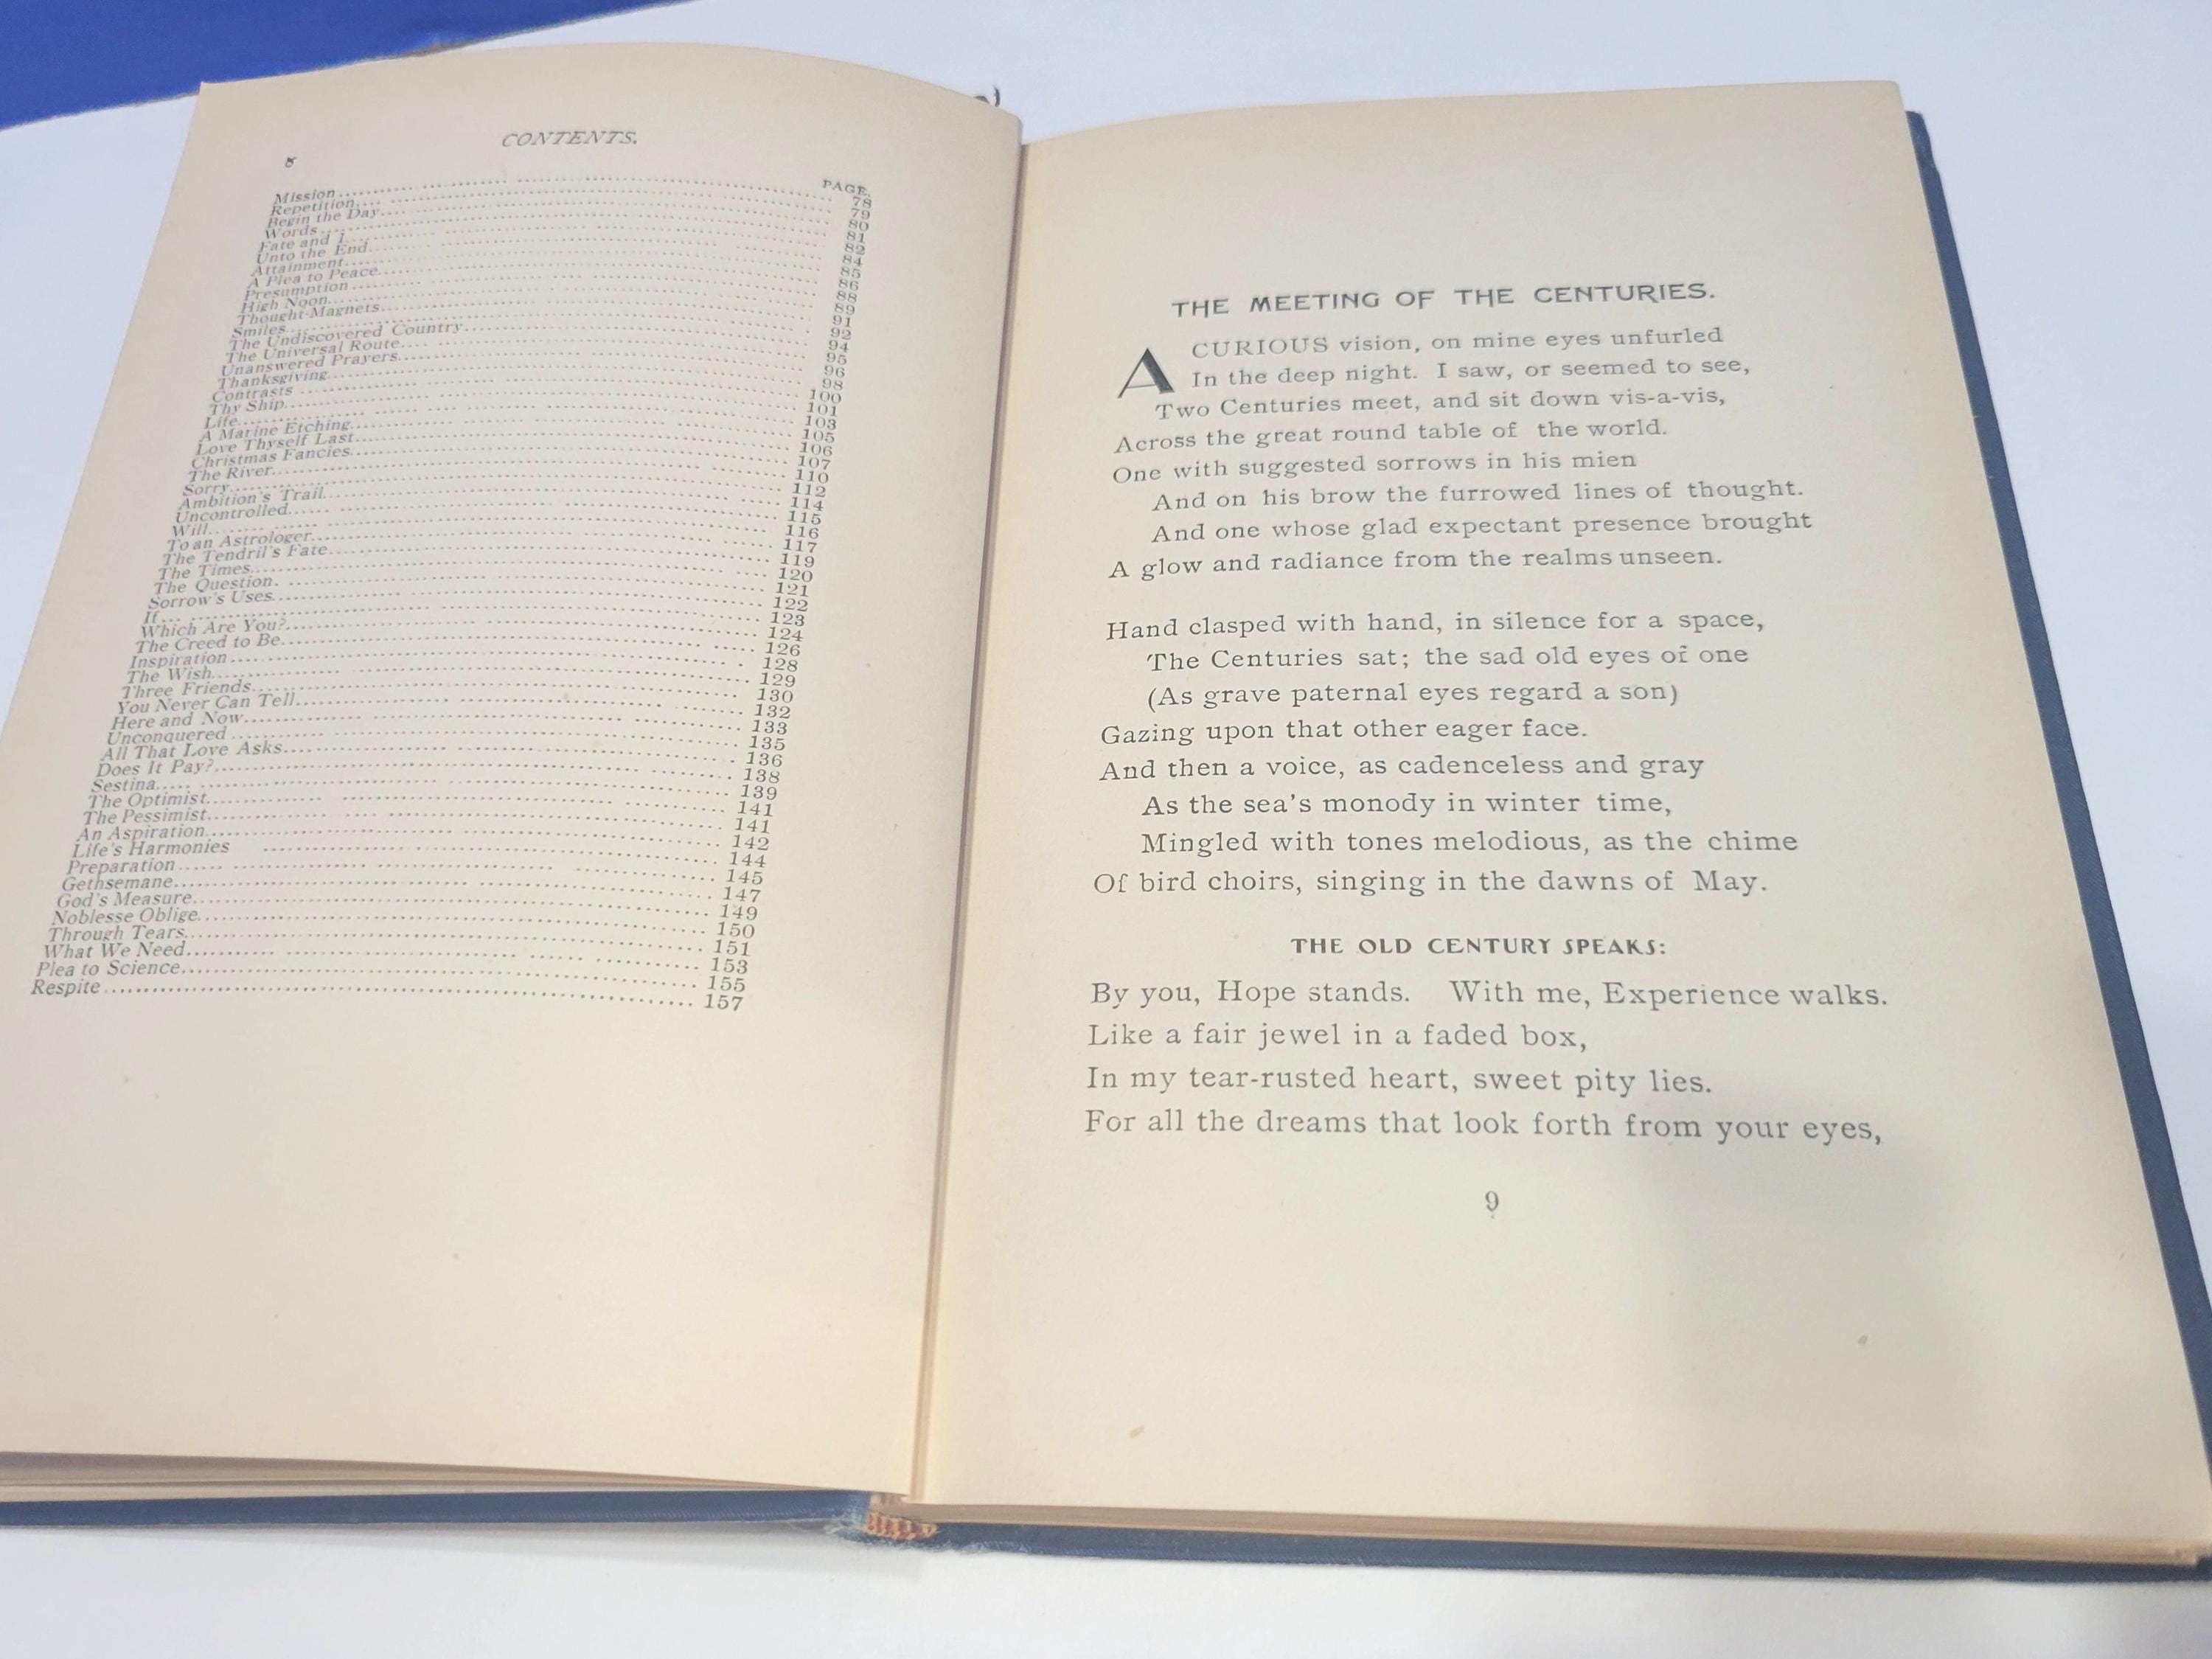 CONTENTS.
8
PAGE.
Mission 78
Repetition 79
Begin the Day 80
Words 81
Fate and I 82
Unto the End 84
Attainment 85
A Plea to Peace 86
Presumption 88
High Noon 89
Thought-Magnets 91
Smiles 92
The Undiscovered Country 94
The Universal Route 95
Unanswered Prayers 96
Thanksgiving 98
Contrasts 100
Thy Ship 101
Life 103
A Marine Etching 105
Love Thyself Last 106
Christmas Fancies 107
The River 110
Sorry 112
Ambition's Trail 114
Uncontrolled 115
Will 116
To an Astrologer 117
The Tendril's Fate 119
The Times 120
The Question 121
Sorrow's Uses 122
If 123
Which Are You? 124
The Creed to Be 126
Inspiration 128
The Wish 129
Three Friends 130
You Never Can Tell 132
Here and Now 133
Unconquered 135
All That Love Asks 136
Does It Pay? 138
Sestina 139
The Optimist 141
The Pessimist 141
An Aspiration 142
Life's Harmonies 144
Preparation 145
Gethsemane 147
God's Measure 149
Noblesse Oblige 150
Through Tears 151
What We Need 153
Plea to Science 155
Respite 157
THE MEETING OF THE CENTURIES.
A CURIOUS vision, on mine eyes unfurled
In the deep night. I saw, or seemed to see,
Two Centuries meet, and sit down vis-a-vis,
Across the great round table of the world.
One with suggested sorrows in his mien
And on his brow the furrowed lines of thought.
And one whose glad expectant presence brought
A glow and radiance from the realms unseen.
Hand clasped with hand, in silence for a space,
The Centuries sat; the sad old eyes of one
(As grave paternal eyes regard a son)
Gazing upon that other eager face.
And then a voice, as cadenceless and gray
As the sea's monody in winter time,
Mingled with tones melodious, as the chime
Of bird choirs, singing in the dawns of May.
THE OLD CENTURY SPEAKS:
By you, Hope stands. With me, Experience walks.
Like a fair jewel in a faded box,
In my tear-rusted heart, sweet pity lies.
For all the dreams that look forth from your eyes,
9